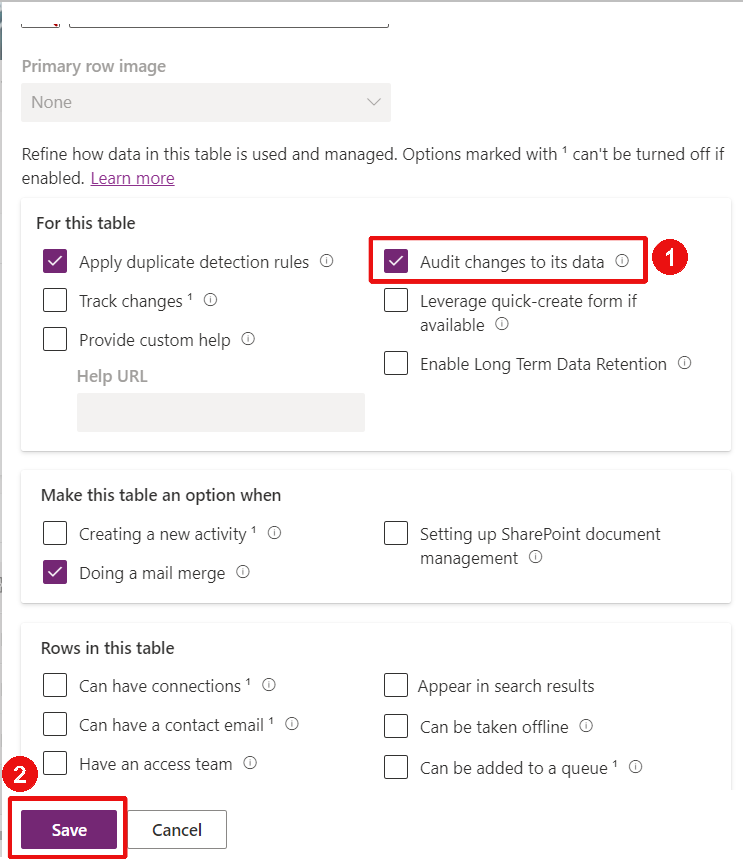 Primary row image
None
Refine how data in this table is used and managed. Options marked with ¹ can't be turned off if
enabled. Learn more
For this table
Apply duplicate detection rules
Audit changes to its data
1
Track changes ¹
Leverage quick-create form if
available
Provide custom help
Enable Long Term Data Retention
Help URL
Make this table an option when
Creating a new activity ¹
Setting up SharePoint document
management
Doing a mail merge
Rows in this table
Can have connections ¹
Appear in search results
Can have a contact email ¹
Can be taken offline
Have an access team
Can be added to a queue ¹
2
Save
Cancel